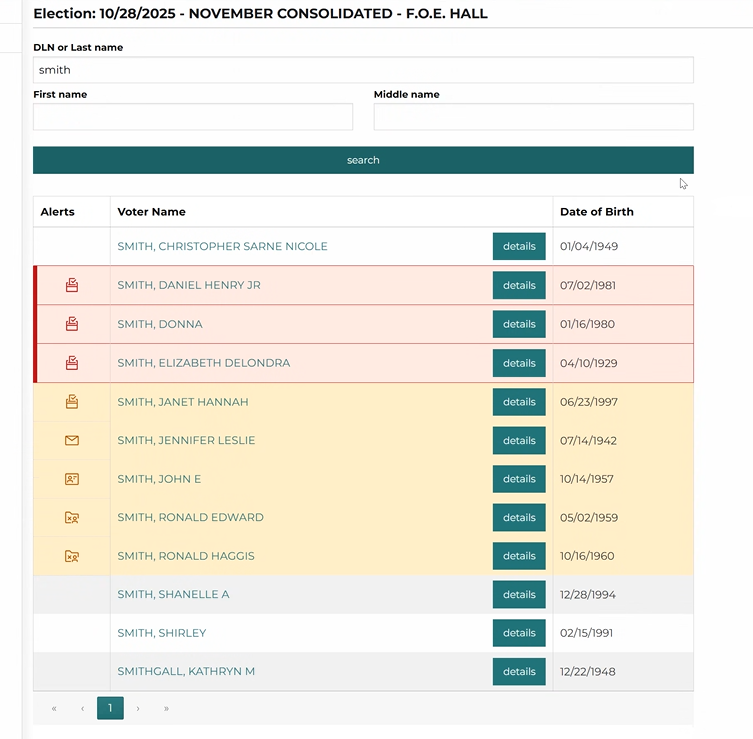 Election: 10/28/2025 - NOVEMBER CONSOLIDATED - F.O.E. HALL
DLN or Last name
smith
First name Middle name
search
Alerts Voter Name Date of Birth
SMITH, CHRISTOPHER SARNE NICOLE details 01/04/1949
SMITH, DANIEL HENRY JR details 07/02/1981
SMITH, DONNA details 01/16/1980
SMITH, ELIZABETH DELONDRA details 04/10/1929
SMITH, JANET HANNAH details 06/23/1997
SMITH, JENNIFER LESLIE details 07/14/1942
SMITH, JOHN E details 10/14/1957
SMITH, RONALD EDWARD details 05/02/1959
SMITH, RONALD HAGGIS details 10/16/1960
SMITH, SHANELLE A details 12/28/1994
SMITH, SHIRLEY details 02/15/1991
SMITHGALL, KATHRYN M details 12/22/1948
« ‹ 1 › »